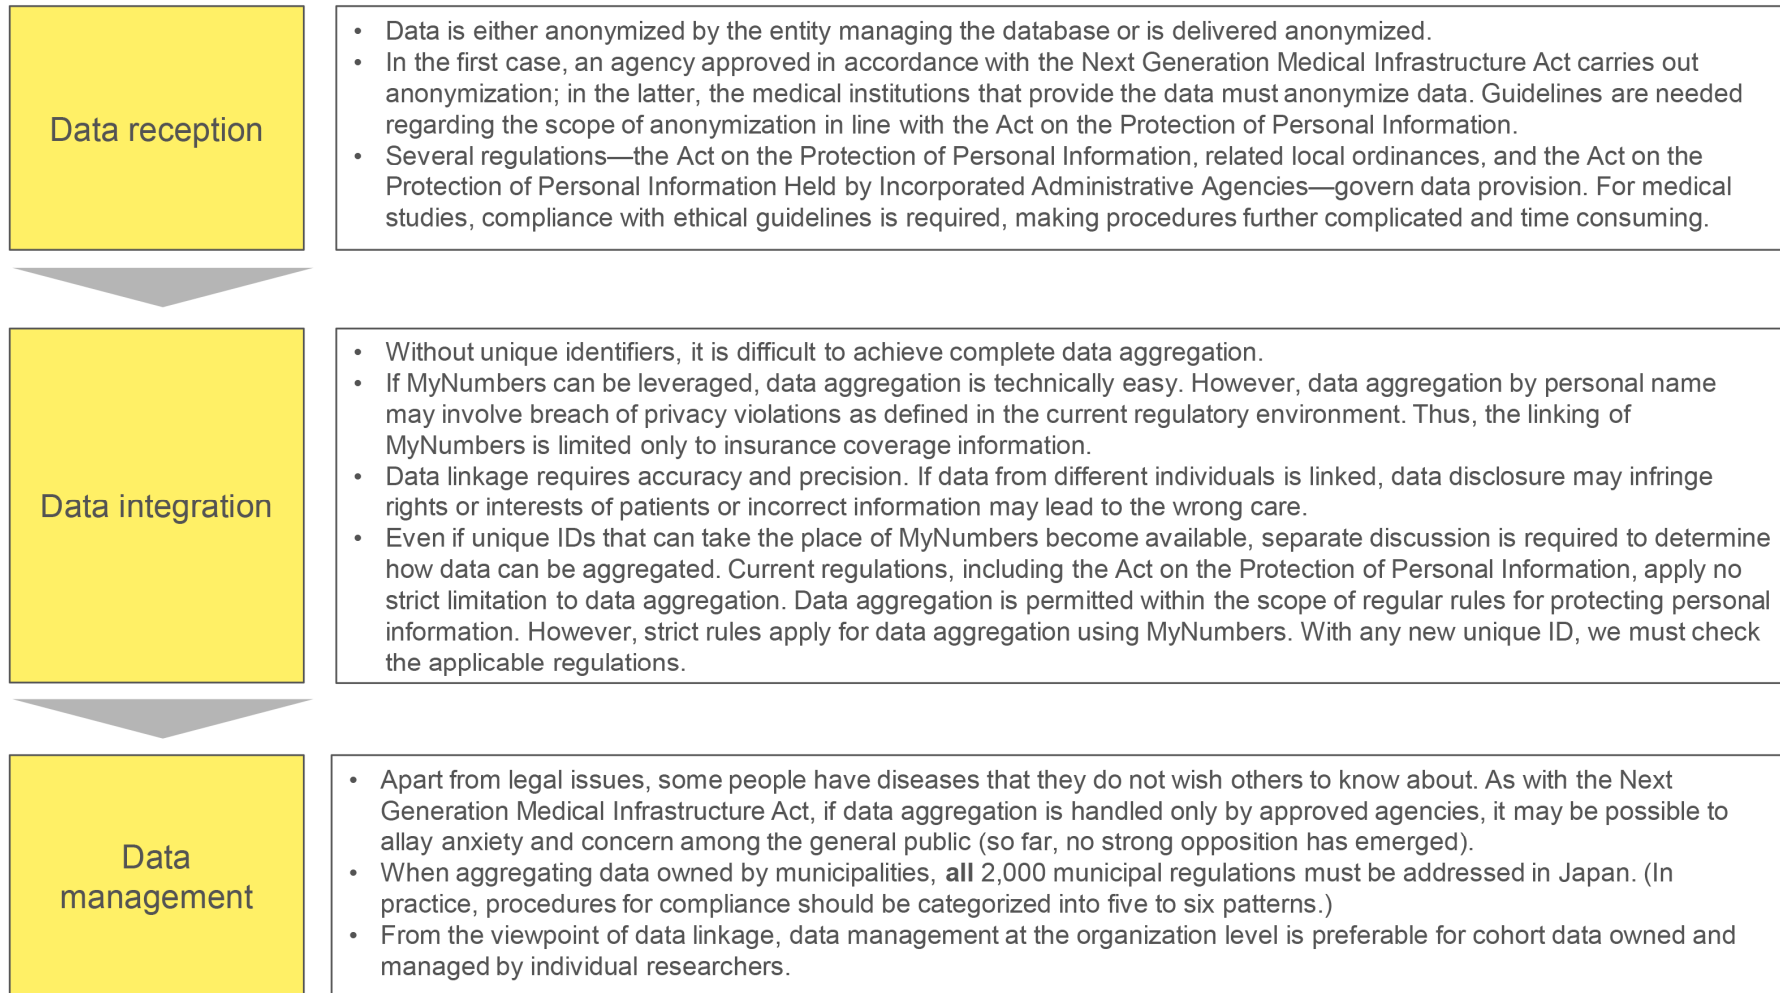 Data reception
• Data is either anonymized by the entity managing the database or is delivered anonymized.
• In the first case, an agency approved in accordance with the Next Generation Medical Infrastructure Act carries out
anonymization; in the latter, the medical institutions that provide the data must anonymize data. Guidelines are needed
regarding the scope of anonymization in line with the Act on the Protection of Personal Information.
• Several regulations—the Act on the Protection of Personal Information, related local ordinances, and the Act on the
Protection of Personal Information Held by Incorporated Administrative Agencies—govern data provision. For medical
studies, compliance with ethical guidelines is required, making procedures further complicated and time consuming.
Data integration
• Without unique identifiers, it is difficult to achieve complete data aggregation.
• If MyNumbers can be leveraged, data aggregation is technically easy. However, data aggregation by personal name
may involve breach of privacy violations as defined in the current regulatory environment. Thus, the linking of
MyNumbers is limited only to insurance coverage information.
• Data linkage requires accuracy and precision. If data from different individuals is linked, data disclosure may infringe
rights or interests of patients or incorrect information may lead to the wrong care.
• Even if unique IDs that can take the place of MyNumbers become available, separate discussion is required to determine
how data can be aggregated. Current regulations, including the Act on the Protection of Personal Information, apply no
strict limitation to data aggregation. Data aggregation is permitted within the scope of regular rules for protecting personal
information. However, strict rules apply for data aggregation using MyNumbers. With any new unique ID, we must check
the applicable regulations.
Data
management
• Apart from legal issues, some people have diseases that they do not wish others to know about. As with the Next
Generation Medical Infrastructure Act, if data aggregation is handled only by approved agencies, it may be possible to
allay anxiety and concern among the general public (so far, no strong opposition has emerged).
• When aggregating data owned by municipalities, all 2,000 municipal regulations must be addressed in Japan. (In
practice, procedures for compliance should be categorized into five to six patterns.)
• From the viewpoint of data linkage, data management at the organization level is preferable for cohort data owned and
managed by individual researchers.